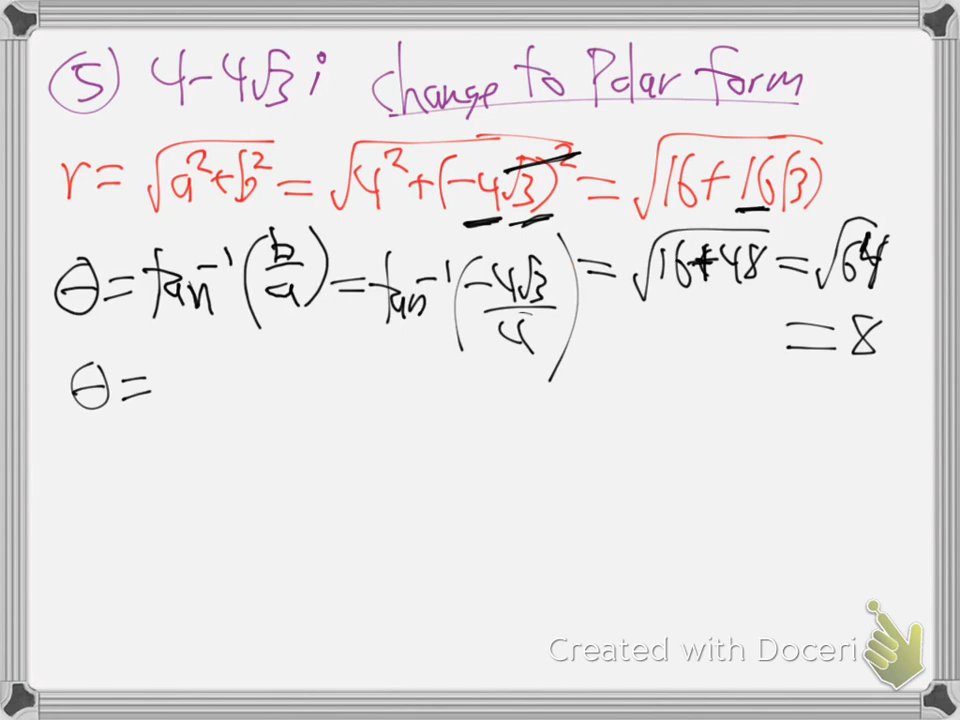 ⑤ 4-4√3 i change to Polar form
r = √a²+b² = √4²+(-4√3)² = √16+16(3)
θ = tan⁻¹(b/a) = tan⁻¹(-4√3/4) = √16+48 = √64
= 8
θ =
Created with Doceri